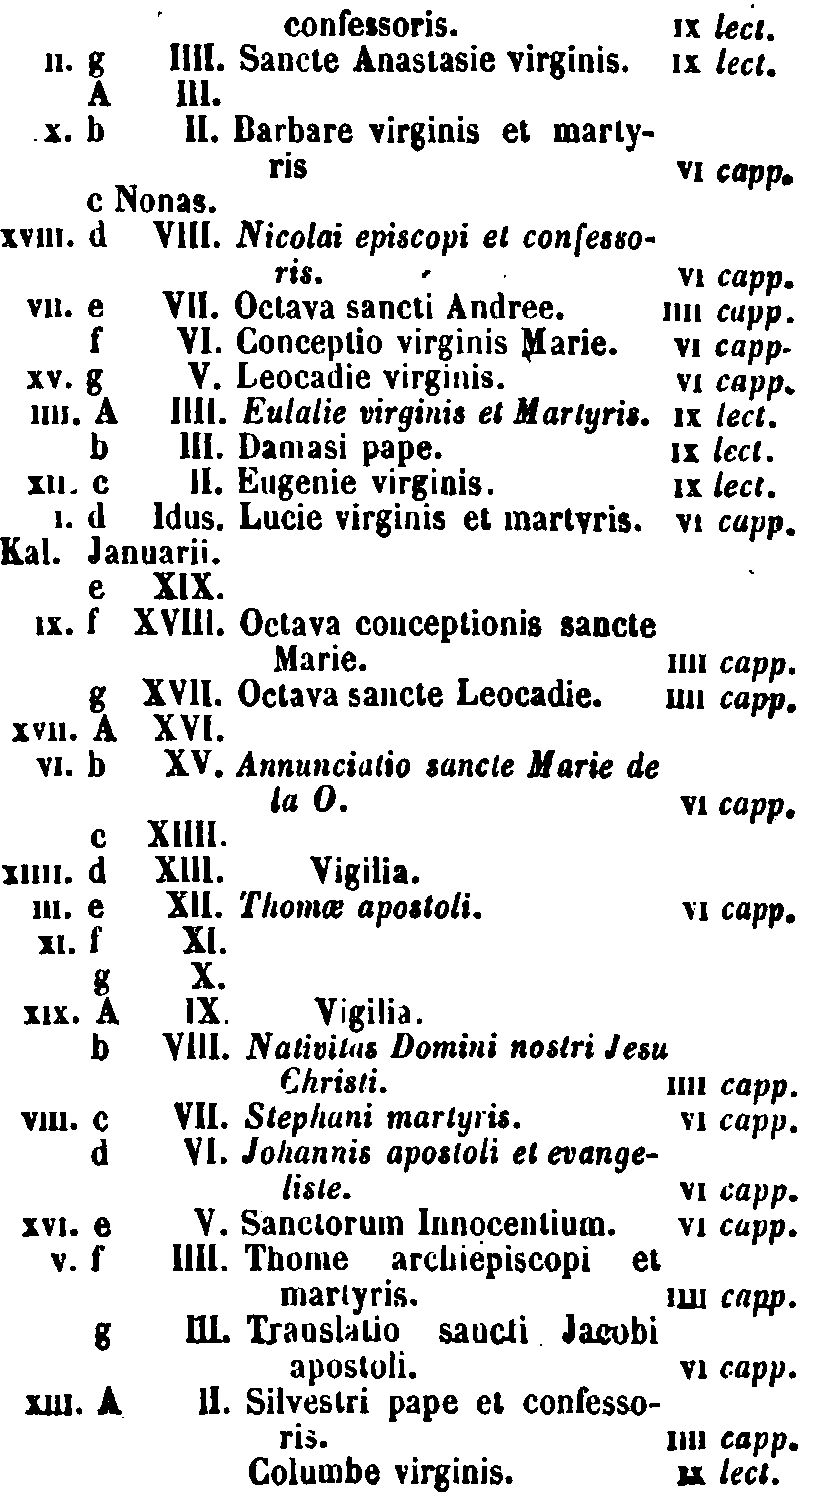 confessoris. IX lect.
II. g IIII. Sancte Anastasie virginis. IX lect.
A III.
X. b II. Barbare virginis et marty-
ris VI capp.
c Nonas.
XVIII. d VIII. Nicolai episcopi et confesso-
ris. VI capp.
VII. e VII. Octava sancti Andree. IIII capp.
f VI. Conceptio virginis Marie. VI capp-
XV. g V. Leocadie virginis. VI capp.
IIII. A IIII. Eulalie virginis et Martyris. IX lect.
b III. Damasi pape. IX lect.
XII. c II. Eugenie virginis. IX lect.
I. d Idus. Lucie virginis et martyris. VI capp.
Kal. Januarii.
e XIX.
IX. f XVIII. Octava conceptionis sancte
Marie. IIII capp.
g XVII. Octava sancte Leocadie. IIII capp.
XVII. A XVI.
VI. b XV. Annunciatio sancte Marie de
la O. VI capp.
c XIIII.
XIIII. d XIII. Vigilia.
III. e XII. Thomæ apostoli. VI capp.
XI. f XI.
g X.
XIX. A IX. Vigilia.
b VIII. Nativitas Domini nostri Jesu
Christi. IIII capp.
VIII. c VII. Stephani martyris. VI capp.
d VI. Johannis apostoli et evange-
liste. VI capp.
XVI. e V. Sanctorum Innocentium. VI capp.
V. f IIII. Thome archiepiscopi et
martyris. IIII capp.
g III. Translatio sancti Jacobi
apostoli. VI capp.
XIII. A II. Silvestri pape et confesso-
ris. IIII capp.
Columbe virginis. IX lect.